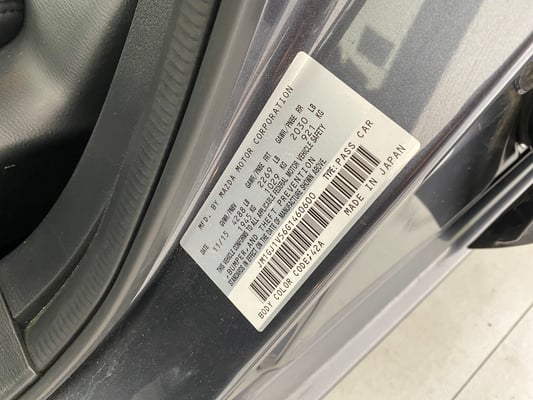 MFD. BY MAZDA MOTOR CORPORATION
11/15 GVWR/PNBV GAWR/PNBE FRT GAWR/PNBE RR
4288 LB 2269 LB 2030 LB
1945 KG 1029 KG 921 KG
THIS VEHICLE CONFORMS TO ALL APPLICABLE FEDERAL MOTOR VEHICLE SAFETY,
BUMPER, AND THEFT PREVENTION
STANDARDS IN EFFECT ON THE DATE OF MANUFACTURE SHOWN ABOVE.
JM1GJ1V56G1460600 TYPE: PASS CAR
BODY COLOR CODE: 42A MADE IN JAPAN